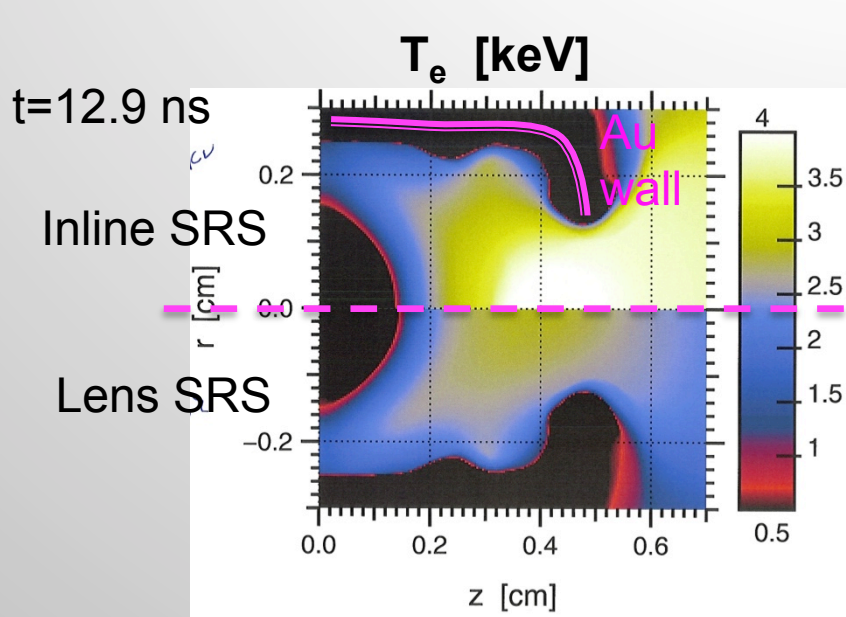 T_e [keV]
t=12.9 ns
Inline SRS
Lens SRS
Au
wall
r [cm]
0.2
0.0
−0.2
0.0 0.2 0.4 0.6
z [cm]
4
3.5
3
2.5
2
1.5
1
0.5